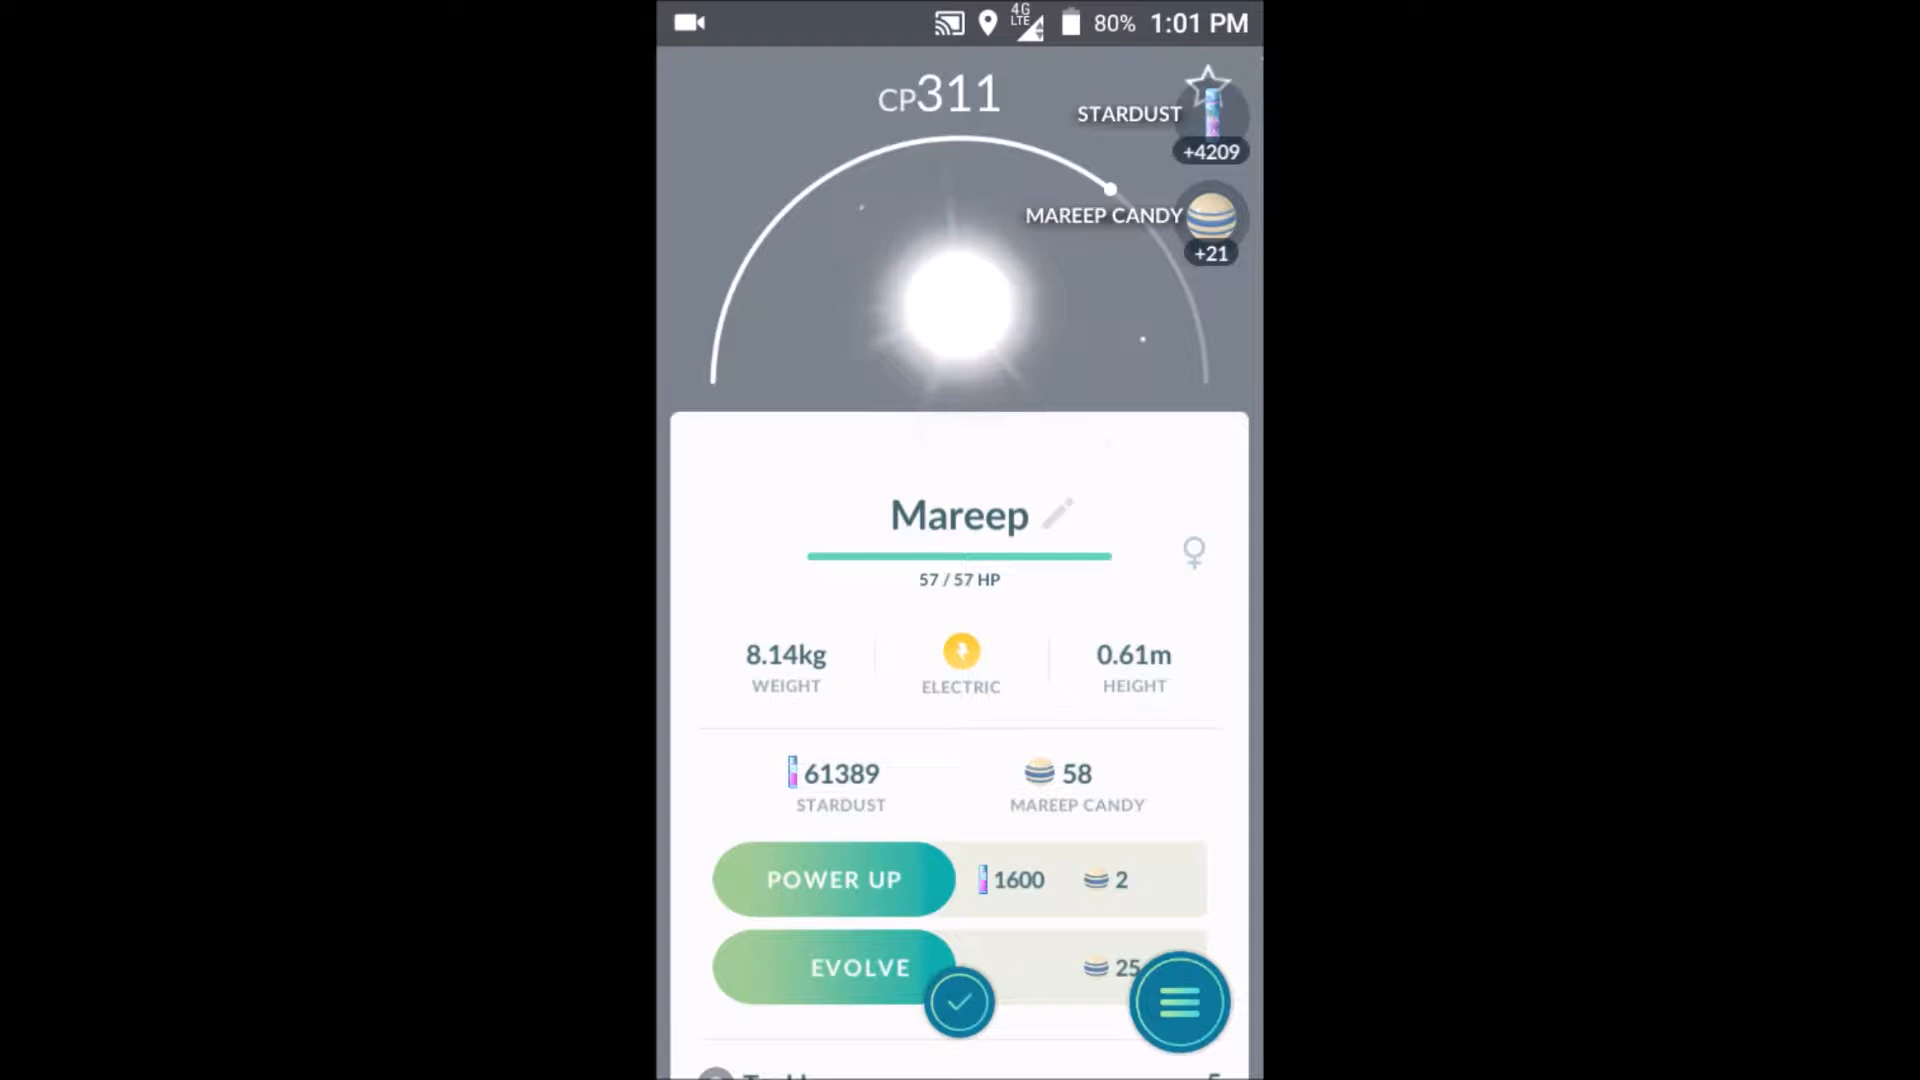 4G
LTE
80% 1:01 PM
CP311
STARDUST
+4209
MAREEP CANDY
+21
Mareep
57 / 57 HP
8.14kg
WEIGHT
ELECTRIC
0.61m
HEIGHT
61389
STARDUST
58
MAREEP CANDY
POWER UP 1600 2
EVOLVE 25